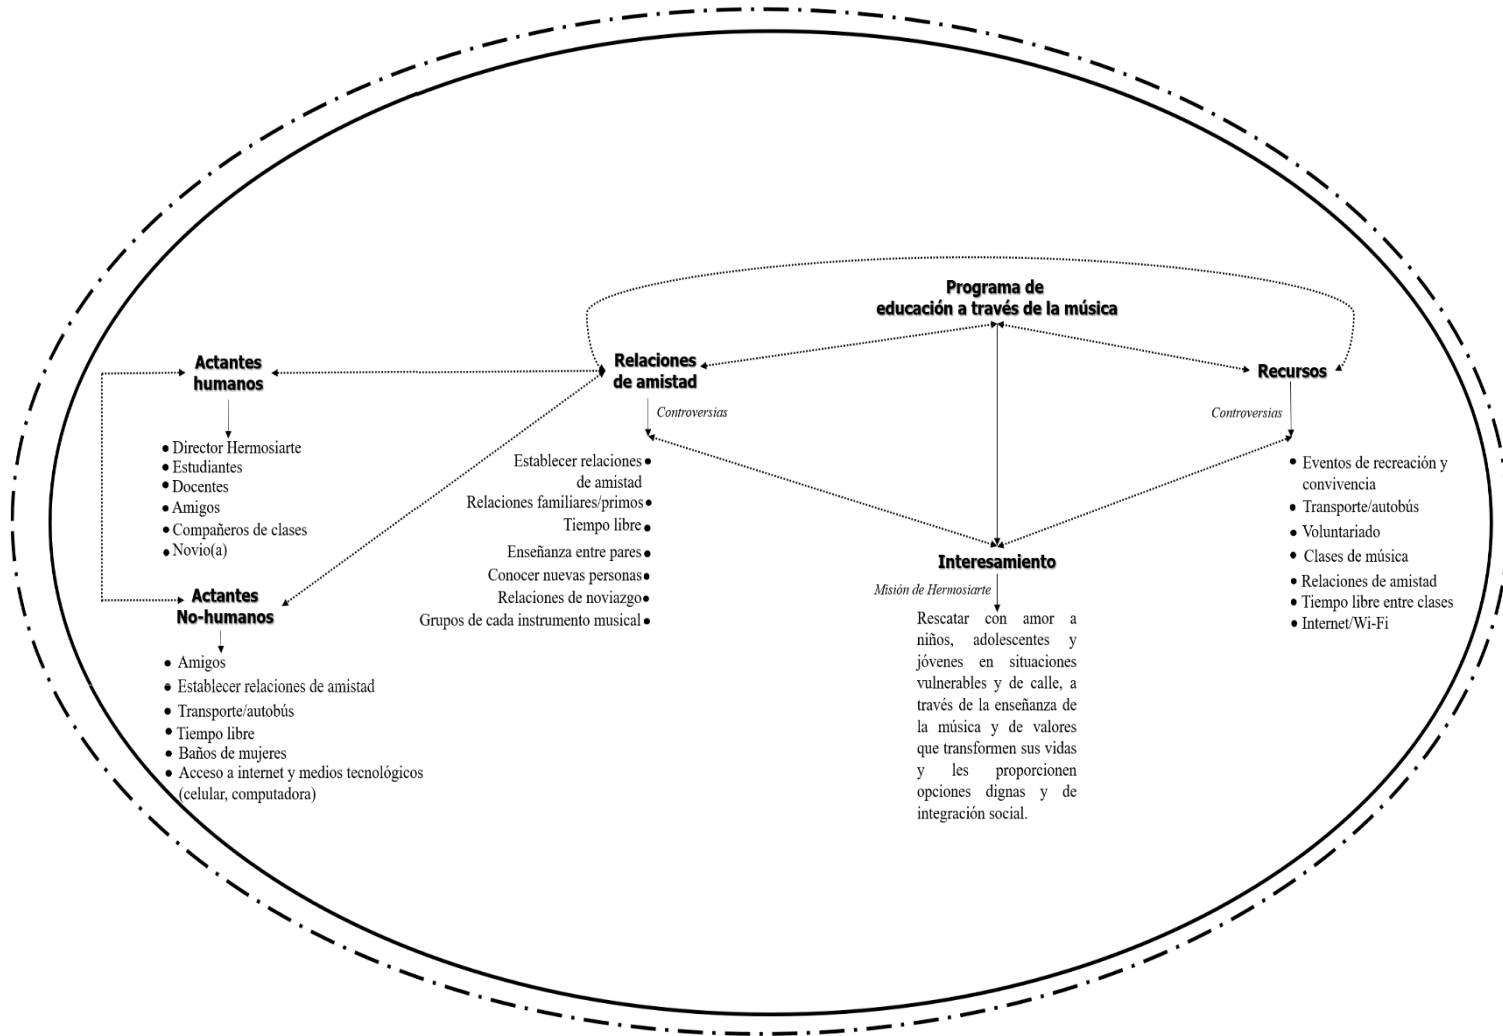 Programa de
educación a través de la música
Actantes
humanos
Director Hermosiarte
Estudiantes
Docentes
Amigos
Compañeros de clases
Novio(a)
Actantes
No-humanos
Amigos
Establecer relaciones de amistad
Transporte/autobús
Tiempo libre
Baños de mujeres
Acceso a internet y medios tecnológicos
(celular, computadora)
Relaciones
de amistad
Controversias
Establecer relaciones
de amistad
Relaciones familiares/primos
Tiempo libre
Enseñanza entre pares
Conocer nuevas personas
Relaciones de noviazgo
Grupos de cada instrumento musical
Interesamiento
Misión de Hermosiarte
Rescatar con amor a
niños, adolescentes y
jóvenes en situaciones
vulnerables y de calle, a
través de la enseñanza de
la música y de valores
que transformen sus vidas
y les proporcionen
opciones dignas y de
integración social.
Recursos
Controversias
Eventos de recreación y
convivencia
Transporte/autobús
Voluntariado
Clases de música
Relaciones de amistad
Tiempo libre entre clases
Internet/Wi-Fi